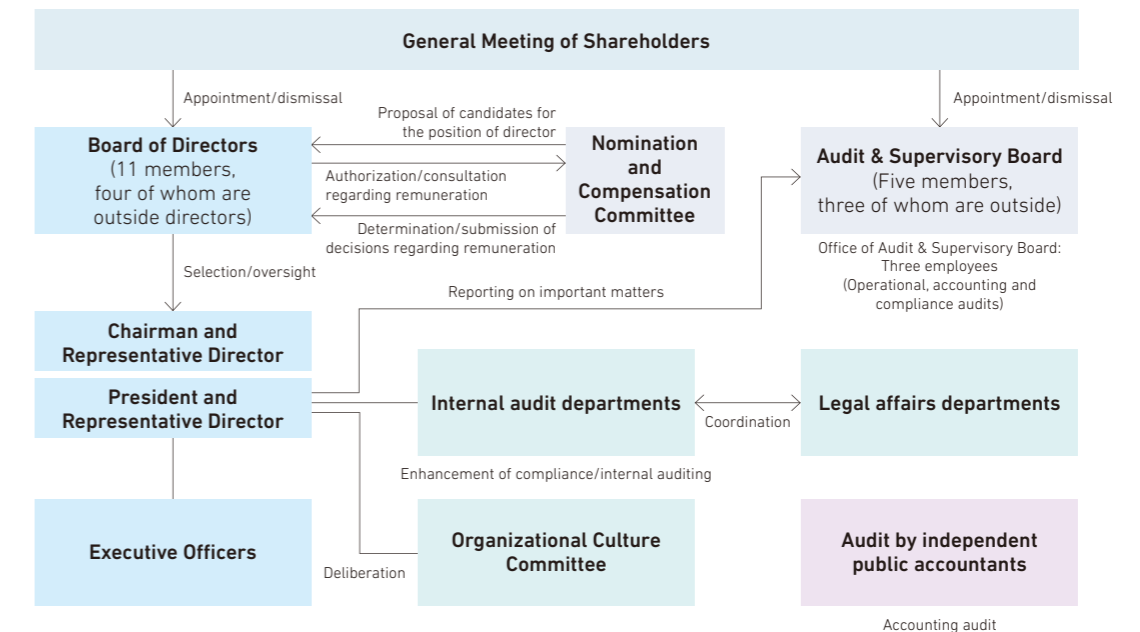 General Meeting of Shareholders
Appointment/dismissal
Appointment/dismissal
Proposal of candidates for
the position of director
Board of Directors
(11 members,
four of whom are
outside directors)
Nomination
and
Compensation
Committee
Audit & Supervisory Board
(Five members,
three of whom are outside)
Authorization/consultation
regarding remuneration
Determination/submission of
decisions regarding remuneration
Office of Audit & Supervisory Board:
Three employees
(Operational, accounting and
compliance audits)
Selection/oversight
Reporting on important matters
Chairman and
Representative Director
President and
Representative Director
Internal audit departments
Coordination
Legal affairs departments
Enhancement of compliance/internal auditing
Executive Officers
Deliberation
Organizational Culture
Committee
Audit by independent
public accountants
Accounting audit